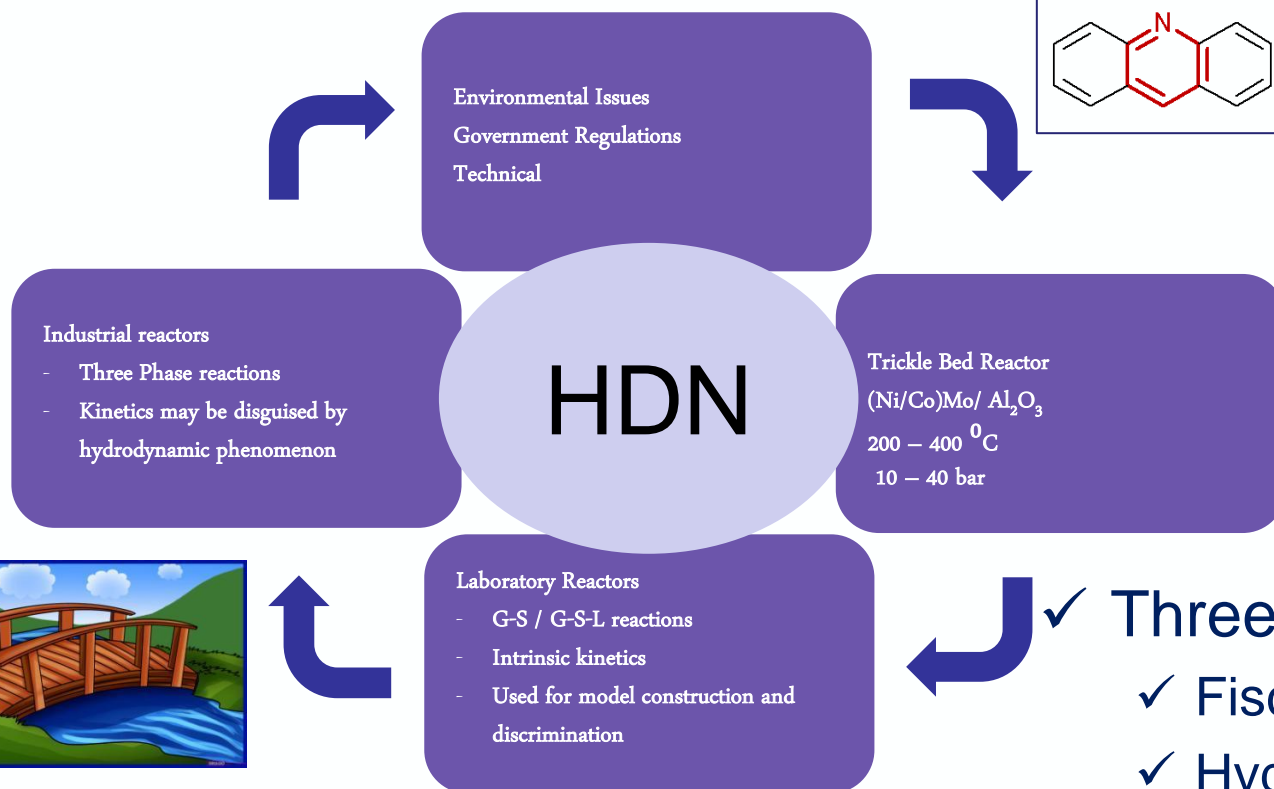 N
Environmental Issues
Government Regulations
Technical
Industrial reactors
- Three Phase reactions
- Kinetics may be disguised by
hydrodynamic phenomenon
HDN
Trickle Bed Reactor
(Ni/Co)Mo/ Al₂O₃
200 – 400 ⁰C
10 – 40 bar
Laboratory Reactors
- G-S / G-S-L reactions
- Intrinsic kinetics
- Used for model construction and
discrimination
✓ Three